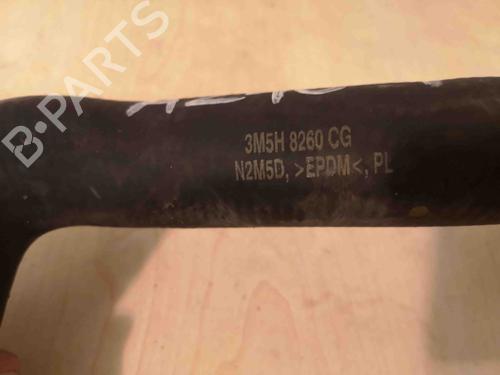 B-PARTS
3M5H 8260 CG
N2M5D, >EPDM<, PL